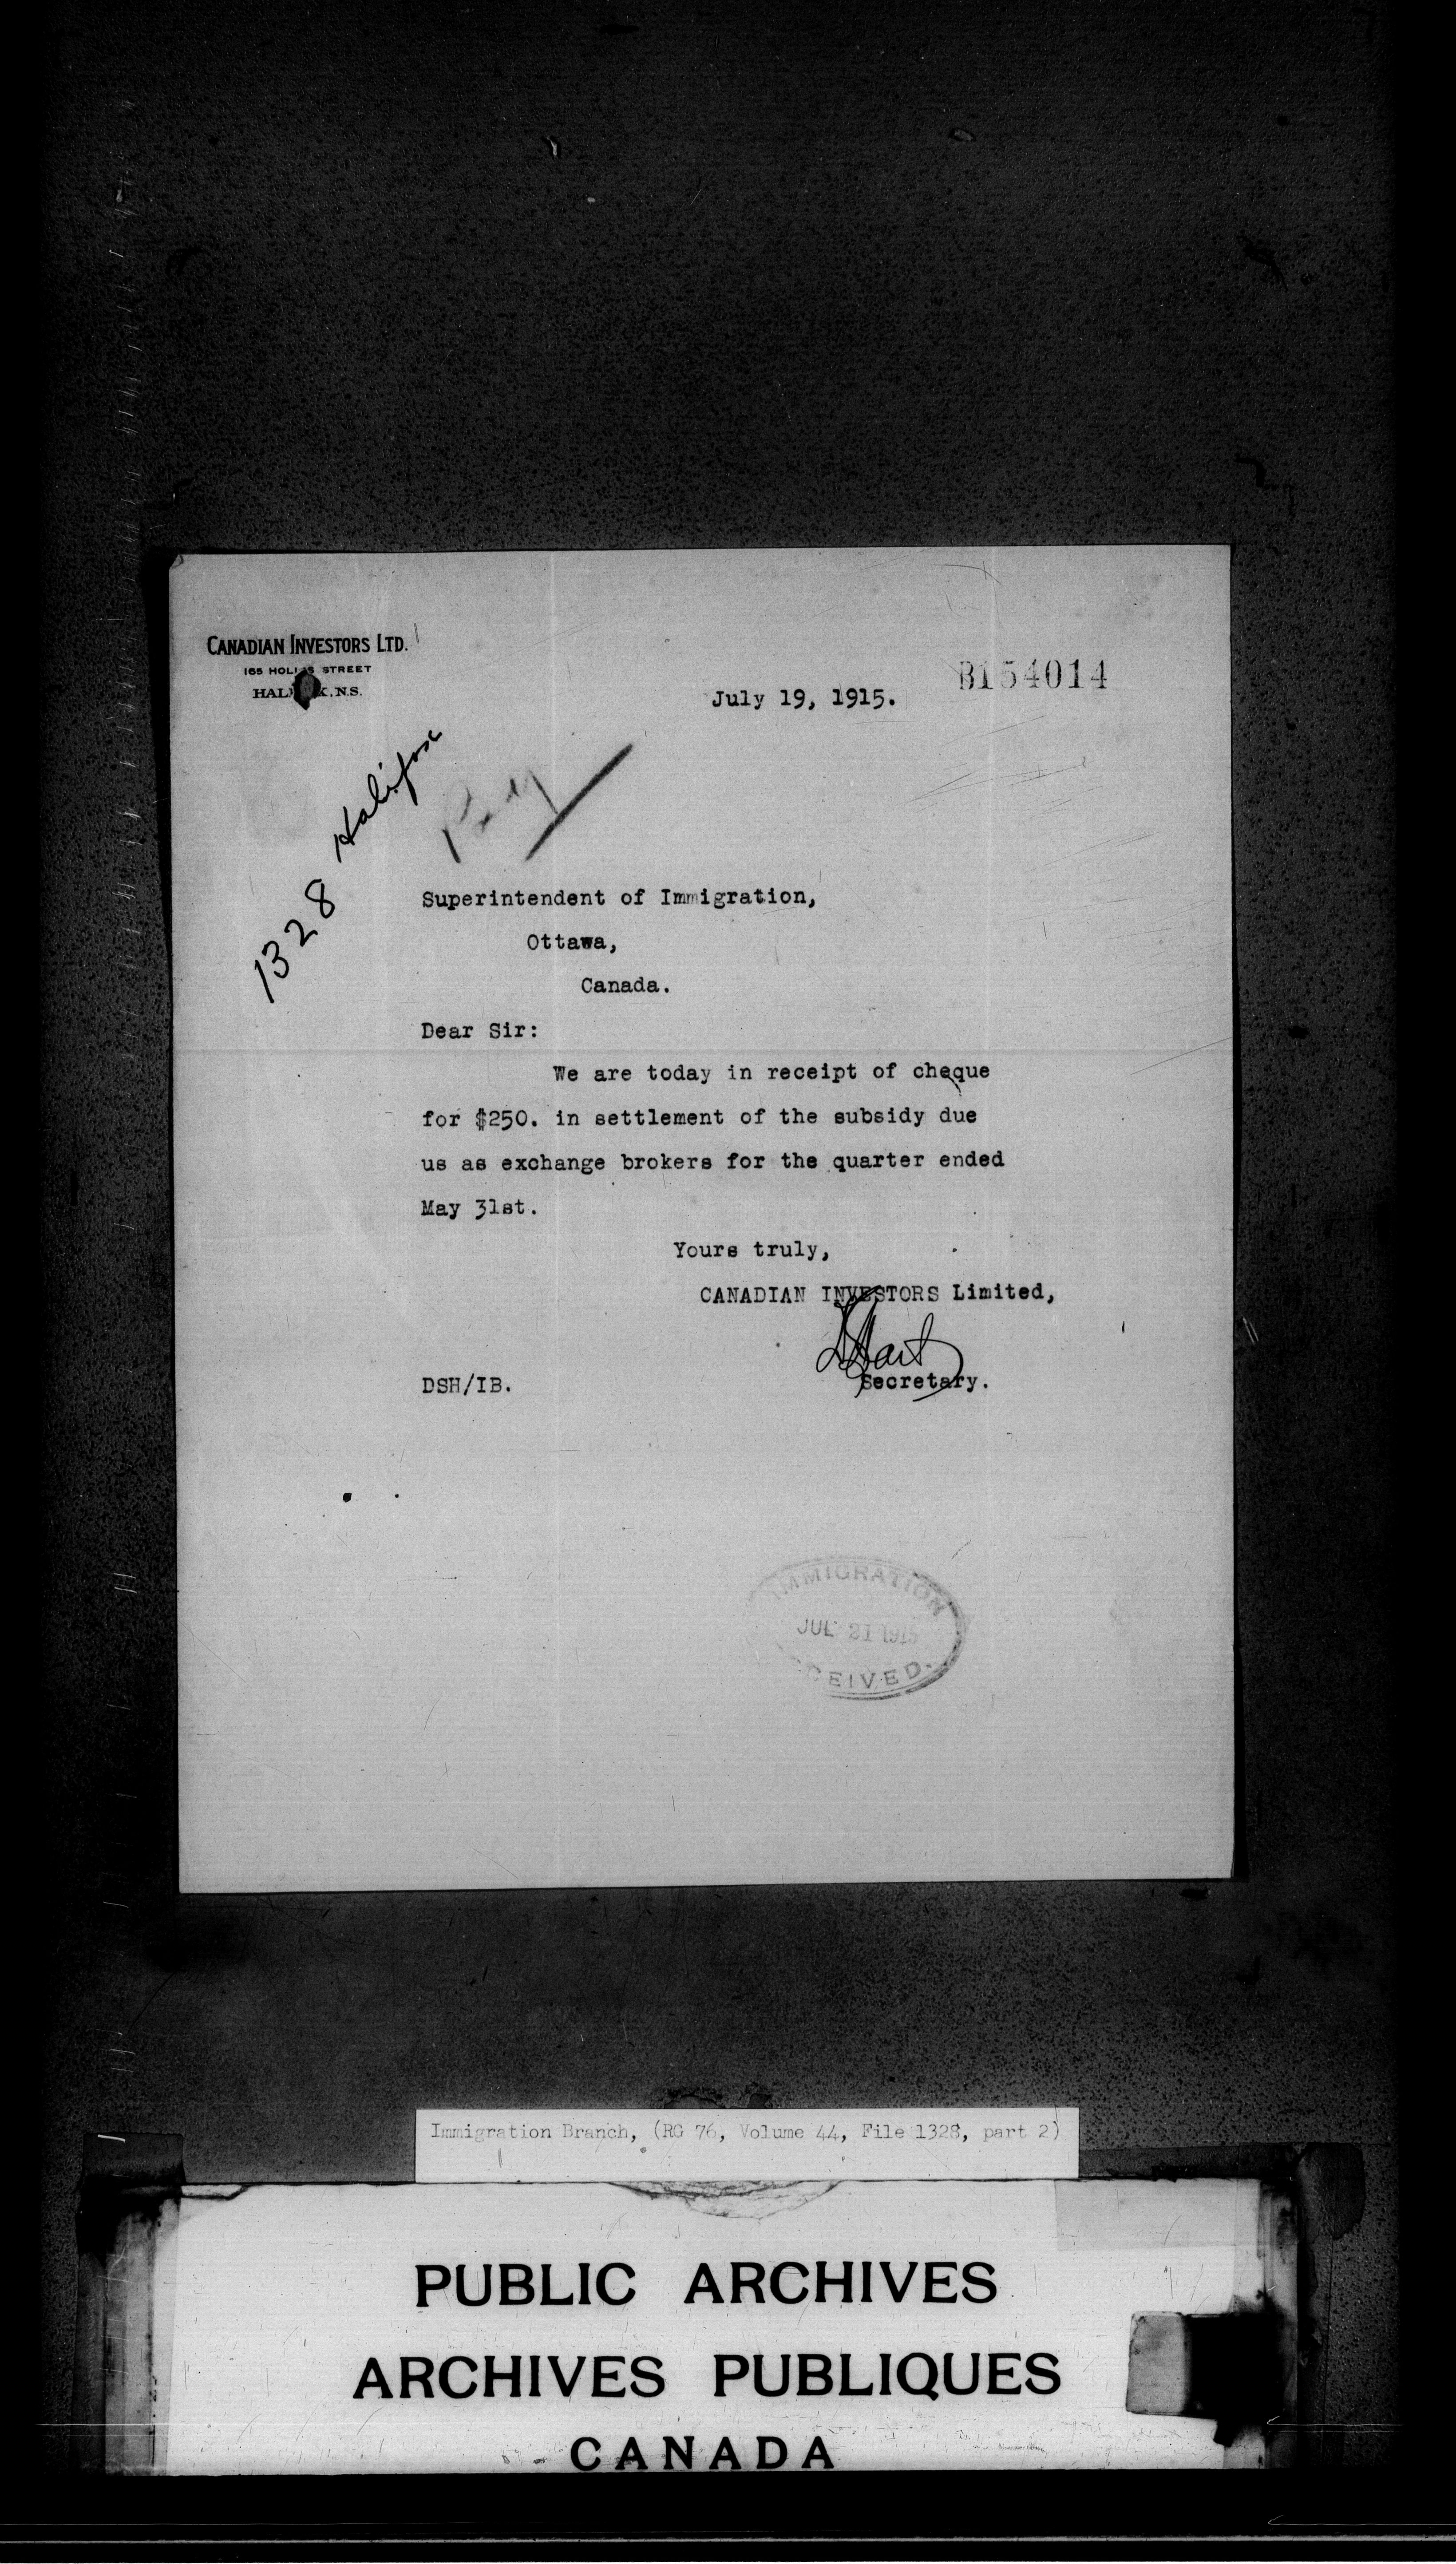 CANADIAN INVESTORS LTD.
165 HOLLIS STREET
HALIFAX, N.S.
B154014
July 19, 1915.
1328 Halifax
Superintendent of Immigration,
Ottawa,
Canada.
Dear Sir:
We are today in receipt of cheque
for $250. in settlement of the subsidy due
us as exchange brokers for the quarter ended
May 31st.
Yours truly,
CANADIAN INVESTORS Limited,
DSHart
Secretary.
DSH/IB.
IMMIGRATION
JUL 21 1915
RECEIVED.
Immigration Branch, (RG 76, Volume 44, File 1328, part 2)
PUBLIC ARCHIVES
ARCHIVES PUBLIQUES
CANADA